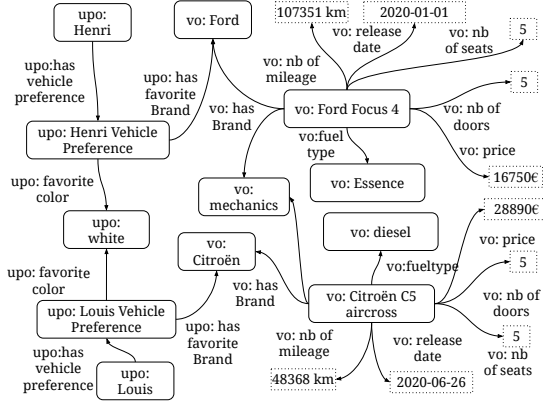 upo:
Henri
vo: Ford
107351 km
vo: release
date
2020-01-01
vo: nb
of seats
5
upo:has
vehicle
preference
upo: has
favorite
Brand
vo: nb of
mileage
5
vo: has
Brand
vo: Ford Focus 4
vo: nb of
doors
upo: Henri Vehicle
Preference
vo:fuel
type
vo: price
upo: favorite
color
vo: Essence
16750€
vo:
mechanics
28890€
upo:
white
vo: diesel
vo:
Citroën
vo: price
vo:fueltype
5
upo: favorite
color
vo: has
Brand
vo: Citroën C5
aircross
vo: nb of
doors
upo: Louis Vehicle
Preference
upo: has
favorite
Brand
vo: nb of
mileage
vo: release
date
5
vo: nb
of seats
upo:has
vehicle
preference
upo:
Louis
48368 km
2020-06-26